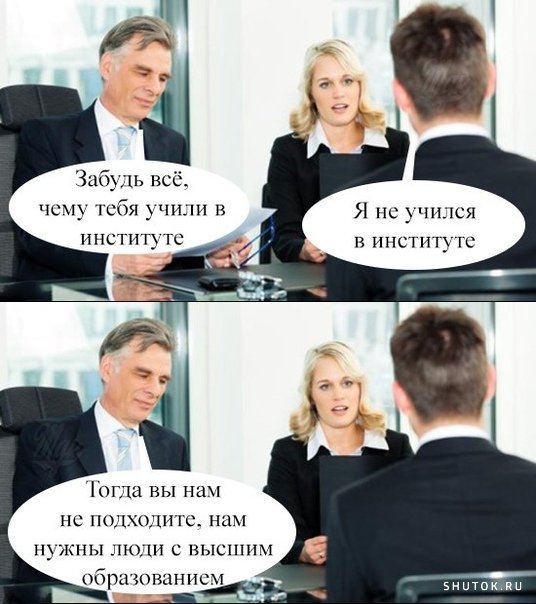 Забудь всё,
чему тебя учили в
институте
Я не учился
в институте
Тогда вы нам
не подходите, нам
нужны люди с высшим
образованием
SHUTOK.RU